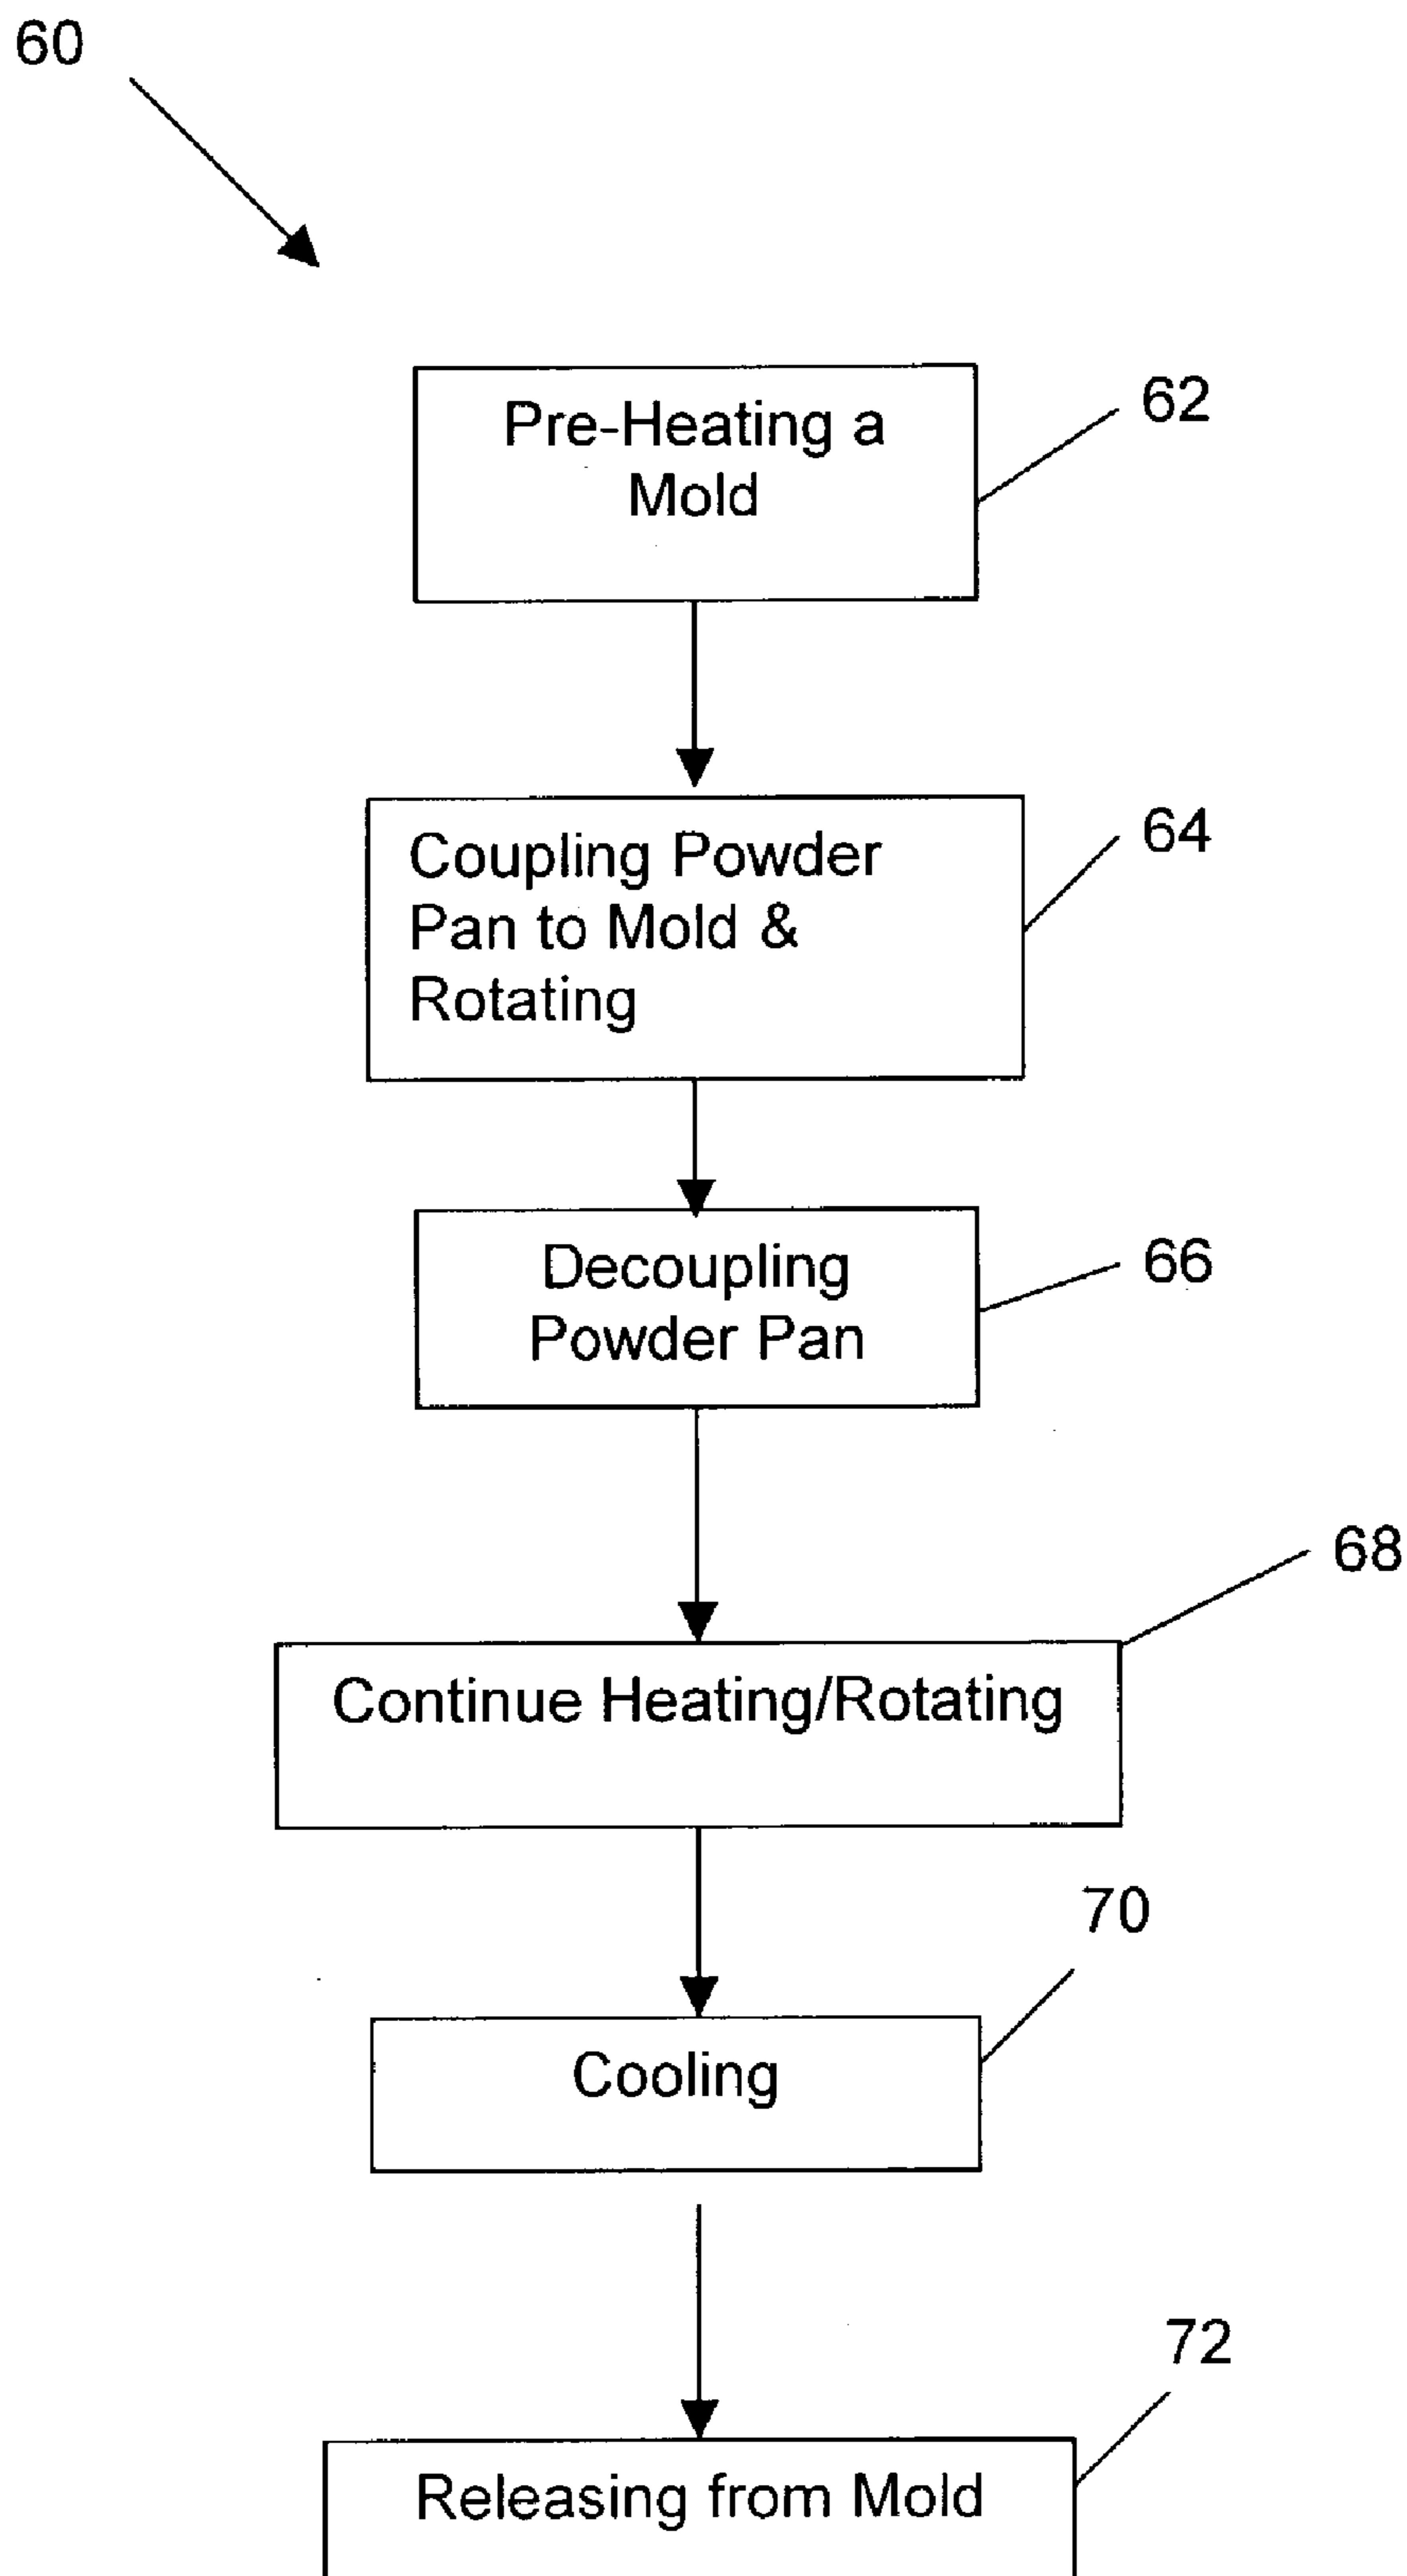 60
Pre-Heating a
Mold
62
Coupling Powder
Pan to Mold &
Rotating
64
Decoupling
Powder Pan
66
68
Continue Heating/Rotating
70
Cooling
72
Releasing from Mold